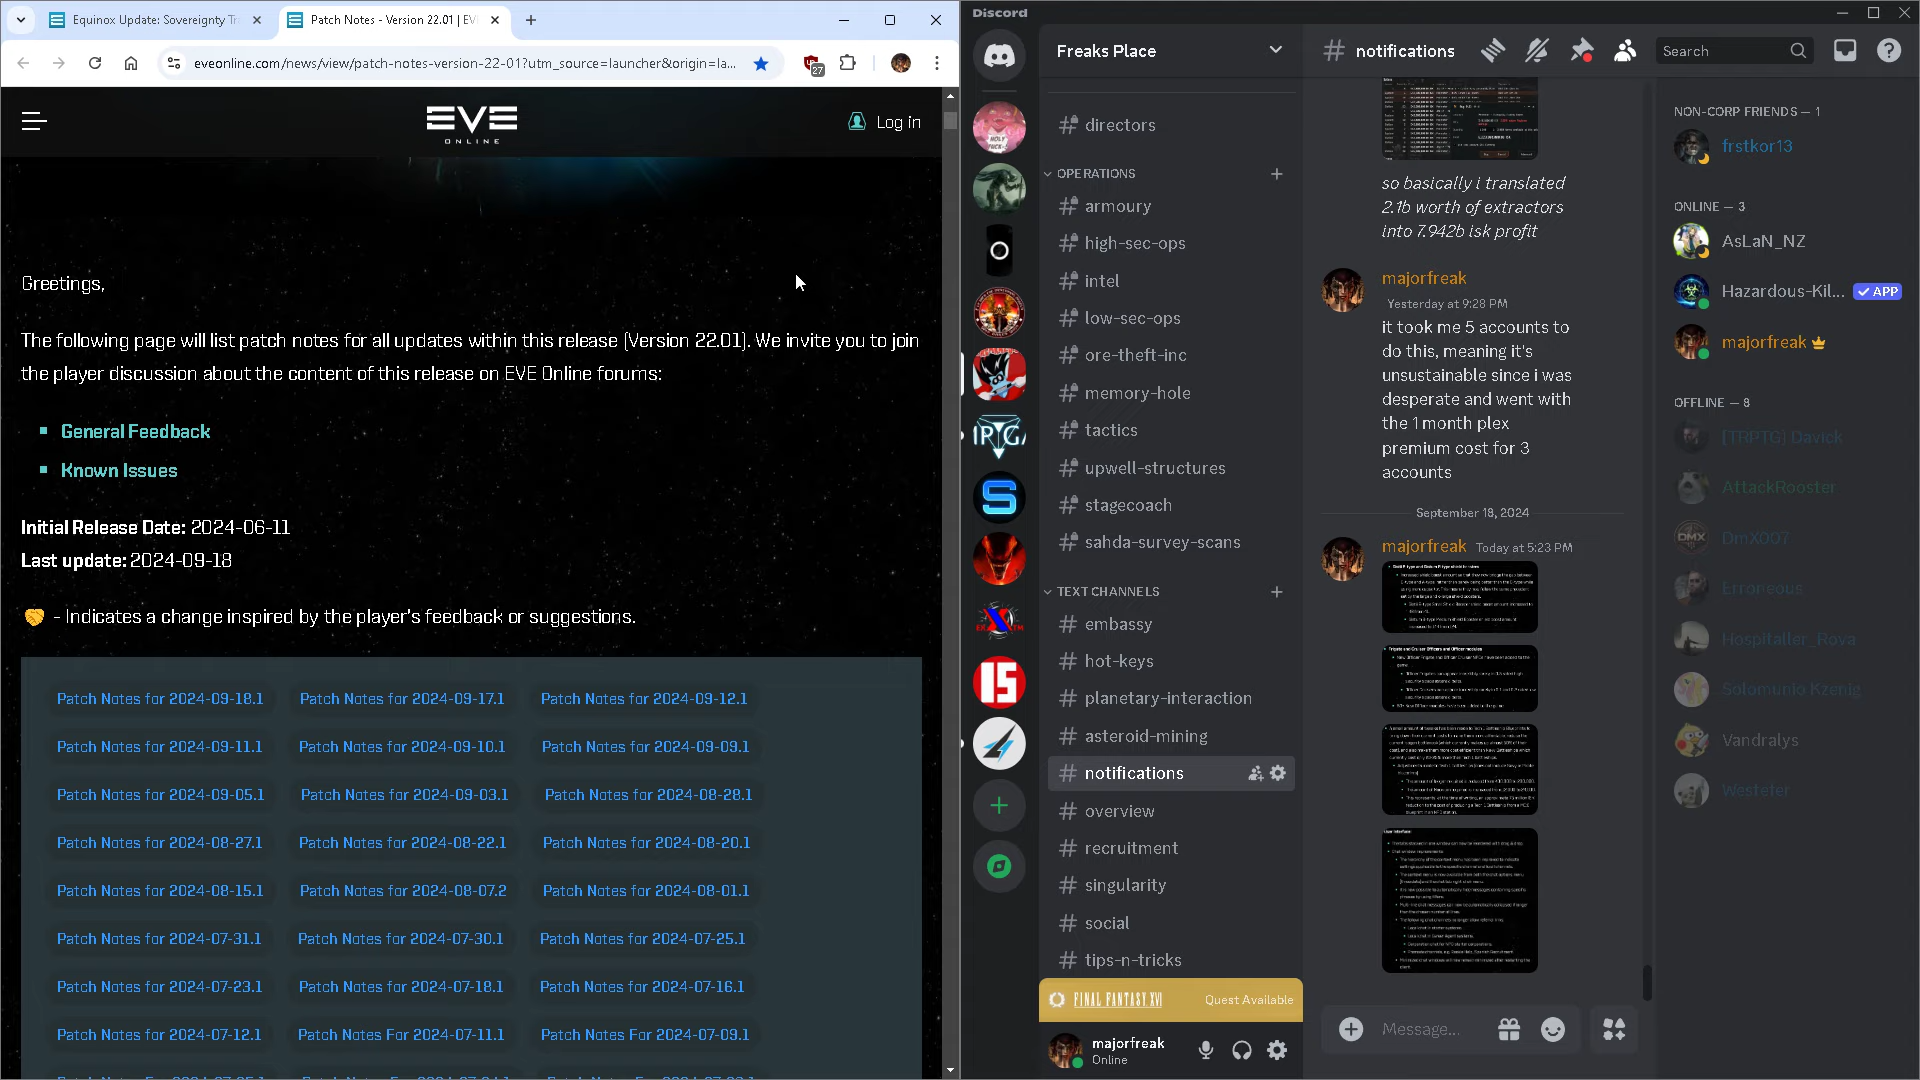 Equinox Update: Sovereignty Tr
Patch Notes - Version 22.01 | EV
eveonline.com/news/view/patch-notes-version-22-01?utm_source=launcher&origin=la...
27
EVE
ONLINE
Log in
Greetings,
The following page will list patch notes for all updates within this release (Version 22.01). We invite you to join
the player discussion about the content of this release on EVE Online forums:
General Feedback
Known Issues
Initial Release Date: 2024-06-11
Last update: 2024-09-18
- Indicates a change inspired by the player's feedback or suggestions.
Patch Notes for 2024-09-18.1
Patch Notes for 2024-09-17.1
Patch Notes for 2024-09-12.1
Patch Notes for 2024-09-11.1
Patch Notes for 2024-09-10.1
Patch Notes for 2024-09-09.1
Patch Notes for 2024-09-05.1
Patch Notes for 2024-09-03.1
Patch Notes for 2024-08-28.1
Patch Notes for 2024-08-27.1
Patch Notes for 2024-08-22.1
Patch Notes for 2024-08-20.1
Patch Notes for 2024-08-15.1
Patch Notes for 2024-08-07.2
Patch Notes for 2024-08-01.1
Patch Notes for 2024-07-31.1
Patch Notes for 2024-07-30.1
Patch Notes for 2024-07-25.1
Patch Notes for 2024-07-23.1
Patch Notes for 2024-07-18.1
Patch Notes for 2024-07-16.1
Patch Notes for 2024-07-12.1
Patch Notes For 2024-07-11.1
Patch Notes For 2024-07-09.1
Discord
Freaks Place
directors
OPERATIONS
armoury
high-sec-ops
intel
low-sec-ops
ore-theft-inc
memory-hole
tactics
upwell-structures
stagecoach
sahda-survey-scans
TEXT CHANNELS
embassy
hot-keys
planetary-interaction
asteroid-mining
notifications
overview
recruitment
singularity
social
tips-n-tricks
FINAL FANTASY XVI
Quest Available
majorfreak
Online
notifications
Search
so basically i translated
2.1b worth of extractors
into 7.942b isk profit
majorfreak
Yesterday at 9:28 PM
it took me 5 accounts to
do this, meaning it's
unsustainable since i was
desperate and went with
the 1 month plex
premium cost for 3
accounts
September 18, 2024
majorfreak Today at 5:23 PM
User Interface
Message...
NON-CORP FRIENDS — 1
frstkor13
ONLINE — 3
AsLaN_NZ
Hazardous-Kil...
APP
majorfreak
OFFLINE — 8
[TRPTG] Davick
AttackRooster
DmX007
Erroneous
Hospitaller_Rova
Solomunio Kzenig
Vandralys
Westefer